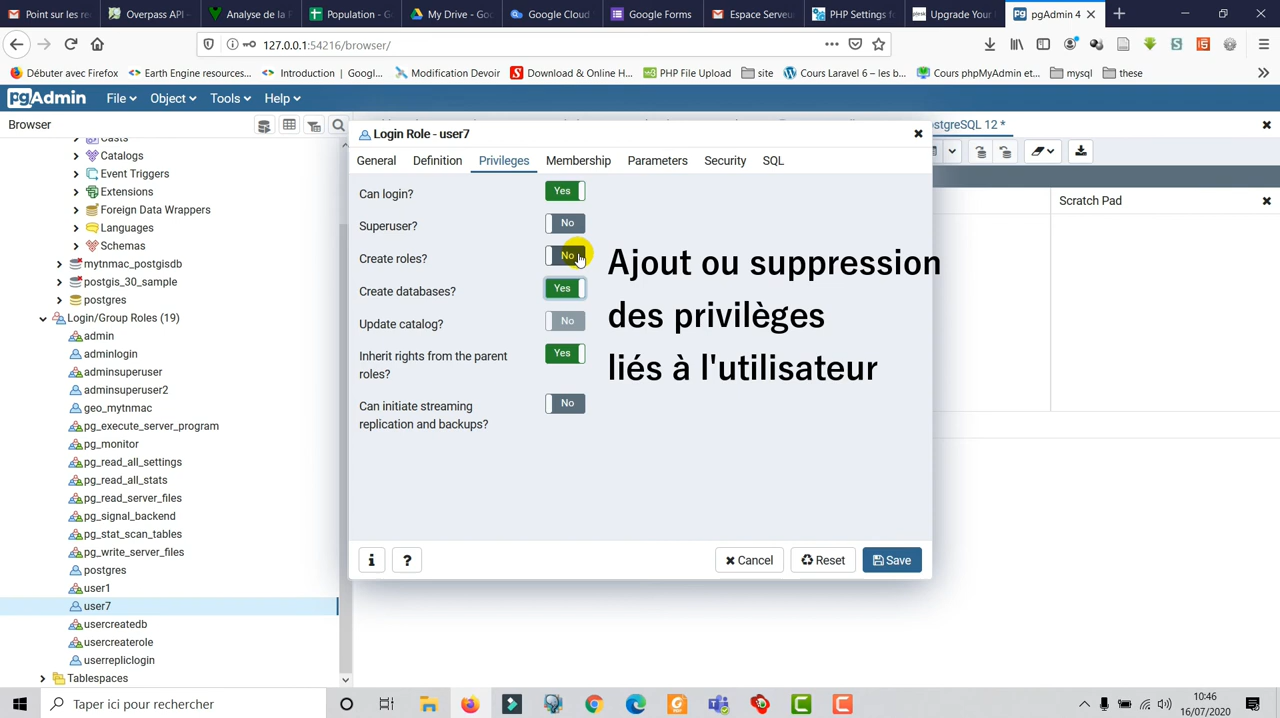 Point sur les re
Overpass API –
Analyse de la F
Pop
My Drive – Goo
Google Cloud
Google Forms
Espace Serveu
PHP Settings fo
Upgrade Your
pgAdmin 4
127.0.0.1:54216/browser/
Débuter avec Firefox
Earth Engine resources...
Introduction | Googl...
Modification Devoir
Download & Online H...
PHP File Upload
site
Cours Laravel 6 – les b...
Cours phpMyAdmin et...
mysql
these
pgAdmin
File
Object
Tools
Help
Browser
Casts
Catalogs
Event Triggers
Extensions
Foreign Data Wrappers
Languages
Schemas
mytnmac_postgisdb
postgis_30_sample
postgres
Login/Group Roles (19)
admin
adminlogin
adminsuperuser
adminsuperuser2
geo_mytnmac
pg_execute_server_program
pg_monitor
pg_read_all_settings
pg_read_all_stats
pg_read_server_files
pg_signal_backend
pg_stat_scan_tables
pg_write_server_files
postgres
user1
user7
usercreatedb
usercreaterole
userrepliclogin
Tablespaces
Login Role - user7
General
Definition
Privileges
Membership
Parameters
Security
SQL
Can login?
Yes
Superuser?
No
Create roles?
No
Create databases?
Yes
Update catalog?
No
Inherit rights from the parent
roles?
Yes
Can initiate streaming
replication and backups?
No
Ajout ou suppression
des privilèges
liés à l'utilisateur
Cancel
Reset
Save
ostgreSQL 12 *
Scratch Pad
Taper ici pour rechercher
10:46
16/07/2020